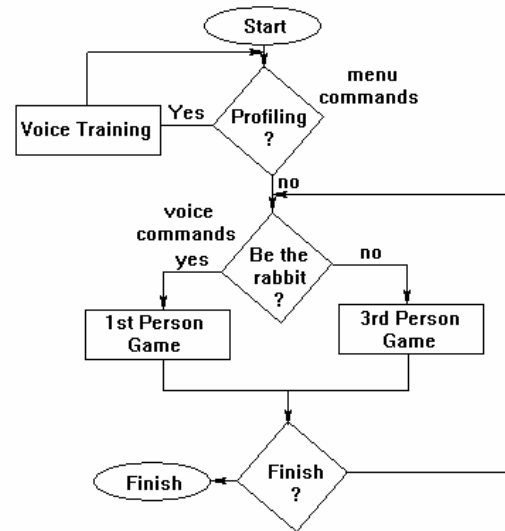 Start
menu
commands
Profiling
?
Yes
Voice Training
no
voice
commands
yes
Be the
rabbit
?
no
1st Person
Game
3rd Person
Game
Finish
?
Finish